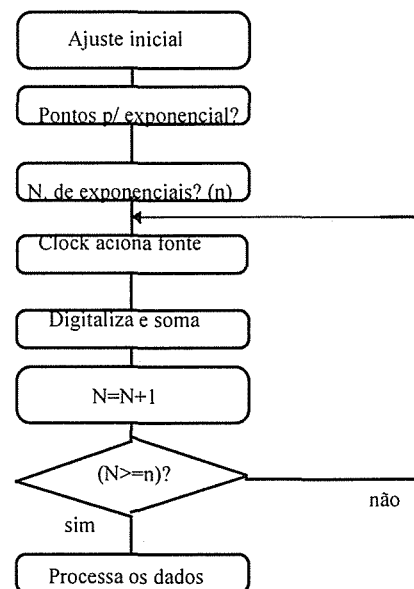 Ajuste inicial
Pontos p/ exponencial?
N. de exponenciais? (n)
Clock aciona fonte
Digitaliza e soma
N=N+1
(N>=n)?
não
sim
Processa os dados